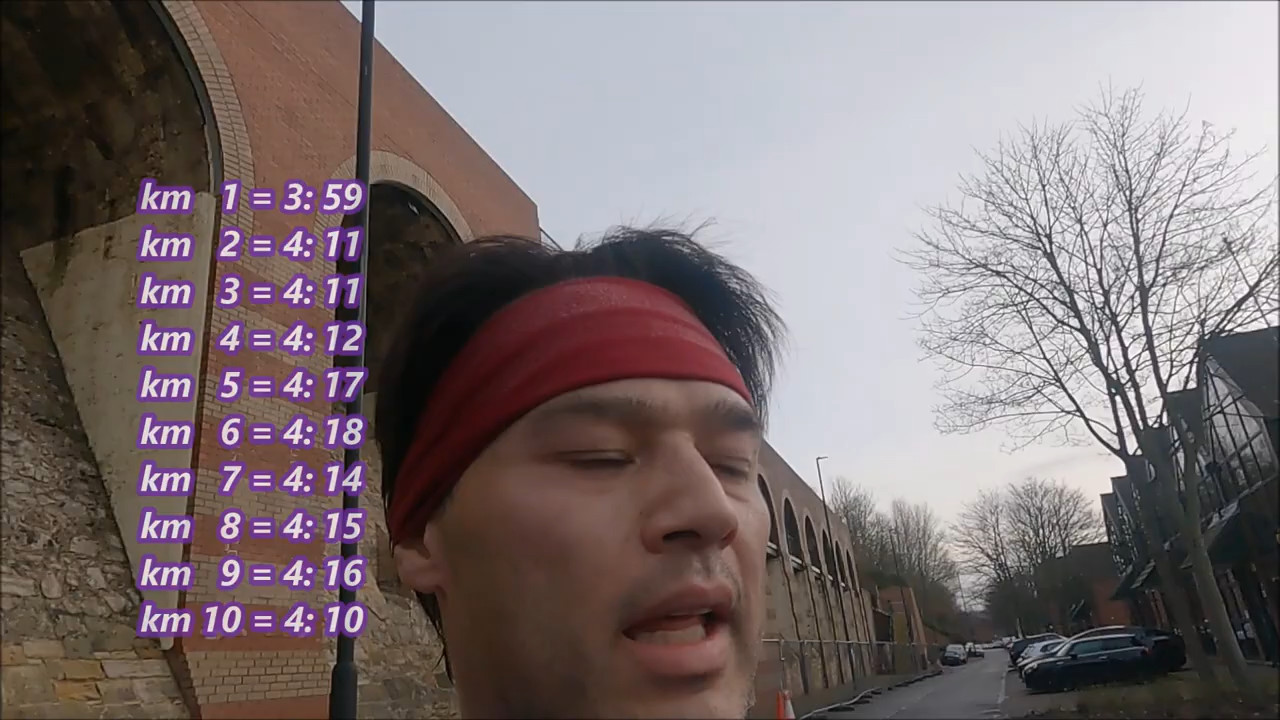 km 1 = 3: 59
km 2 = 4: 11
km 3 = 4: 11
km 4 = 4: 12
km 5 = 4: 17
km 6 = 4: 18
km 7 = 4: 14
km 8 = 4: 15
km 9 = 4: 16
km 10 = 4: 10